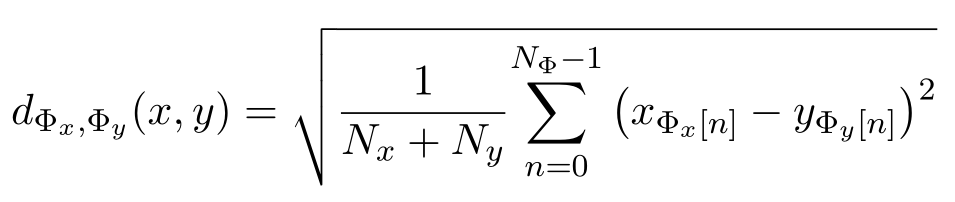 d_{\Phi_x,\Phi_y}(x, y) = \sqrt{\frac{1}{N_x + N_y} \sum_{n=0}^{N_\Phi - 1} \left( x_{\Phi_x[n]} - y_{\Phi_y[n]} \right)^2}